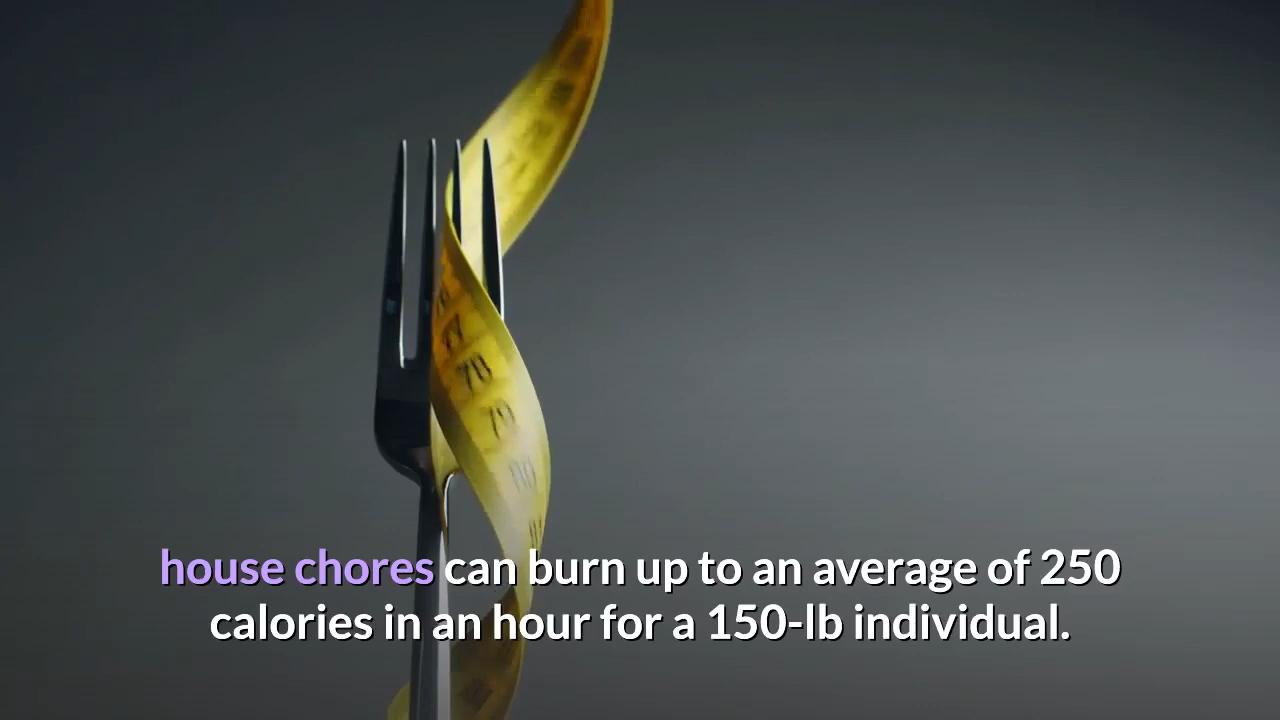 house chores can burn up to an average of 250
calories in an hour for a 150-lb individual.